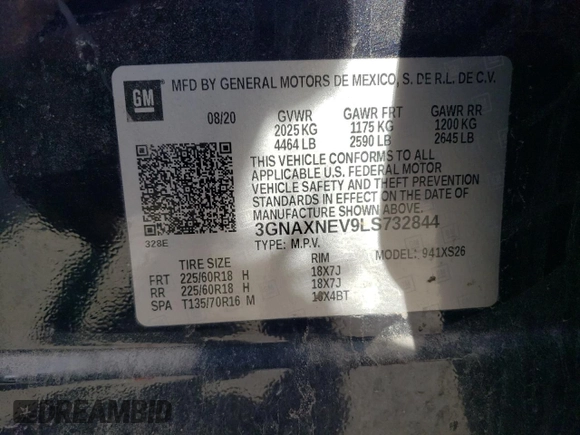 GM
MFD BY GENERAL MOTORS DE MEXICO, S. DE R.L. DE C.V.
08/20 GVWR GAWR FRT GAWR RR
2025 KG 1175 KG 1200 KG
4464 LB 2590 LB 2645 LB
THIS VEHICLE CONFORMS TO ALL
APPLICABLE U.S. FEDERAL MOTOR
VEHICLE SAFETY AND THEFT PREVENTION
STANDARDS IN EFFECT ON THE DATE OF
MANUFACTURE SHOWN ABOVE.
328E 3GNAXNEV9LS732844
TYPE: M.P.V. MODEL: 941XS26
TIRE SIZE RIM
FRT 225/60R18 H 18X7J
RR 225/60R18 H 18X7J
SPA T135/70R16 M 16X4BT
DREAMBID